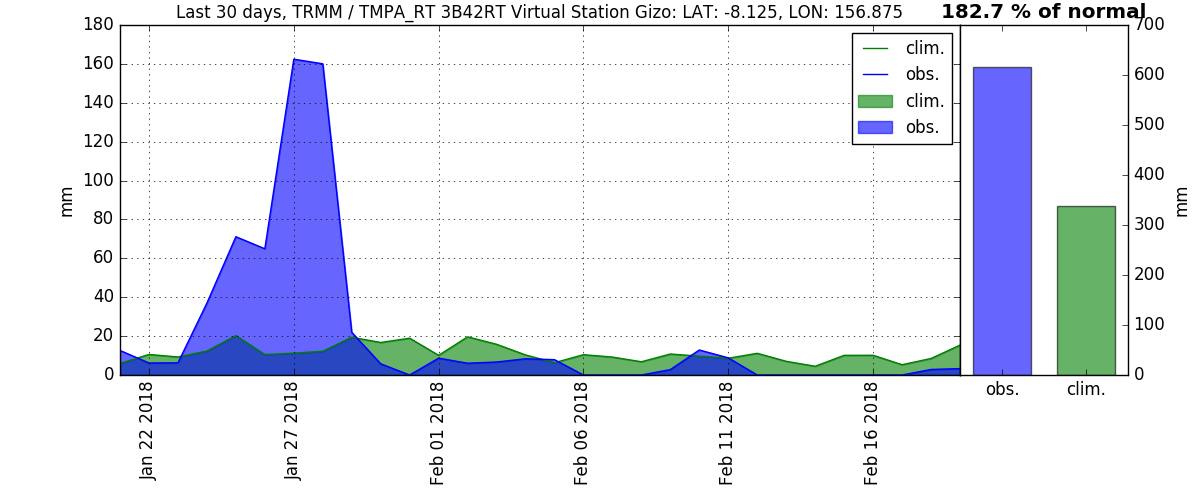 Last 30 days, TRMM / TMPA_RT 3B42RT Virtual Station Gizo: LAT: -8.125, LON: 156.875
182.7 % of normal
180
160
140
120
100
80
60
40
20
0
mm
clim.
obs.
clim.
obs.
Jan 22 2018
Jan 27 2018
Feb 01 2018
Feb 06 2018
Feb 11 2018
Feb 16 2018
700
600
500
400
300
200
100
0
mm
obs.
clim.